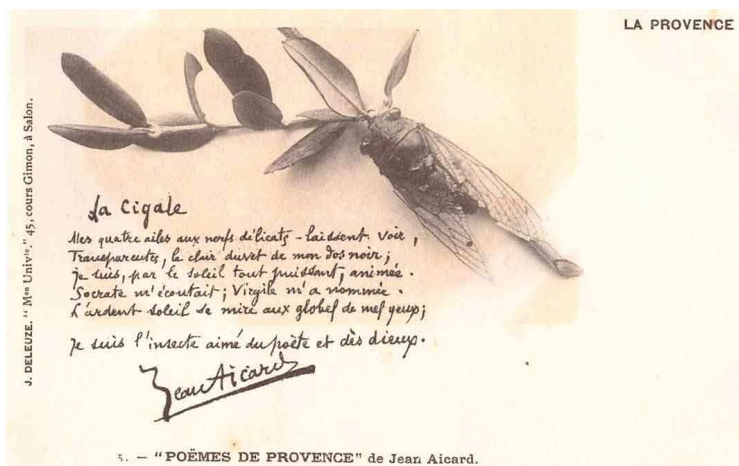 LA PROVENCE
J. DELEUZE. "Mon Univle." 45, cours Gimon, à Salon.
La Cigale
Mes quatre ailes aux nerfs délicats - laissent voir,
Transparentes, le clair duvet de mon dos noir ;
Je suis, par le soleil tout puissant, animée.
Socrate m'écoutait ; Virgile m'a nommée.
L'ardent soleil se mire aux globes de mes yeux ;
Je suis l'insecte aimé du poète et des dieux.
Jean Aicard
5. — "POËMES DE PROVENCE" de Jean Aicard.